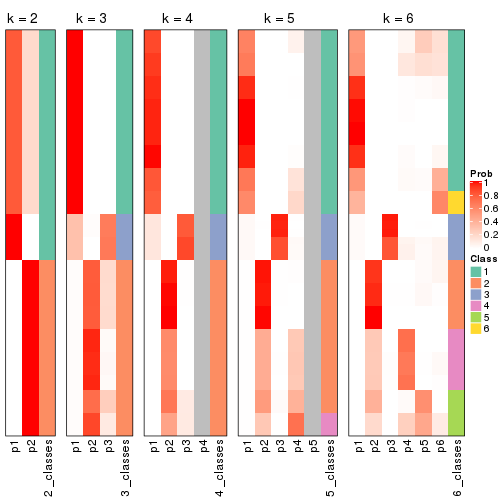 k = 2
k = 3
k = 4
k = 5
k = 6
p1
p2
2_classes
p1
p2
p3
3_classes
p1
p2
p3
p4
4_classes
p1
p2
p3
p4
p5
5_classes
p1
p2
p3
p4
p5
p6
6_classes
Prob
1
0.8
0.6
0.4
0.2
0
Class
1
2
3
4
5
6